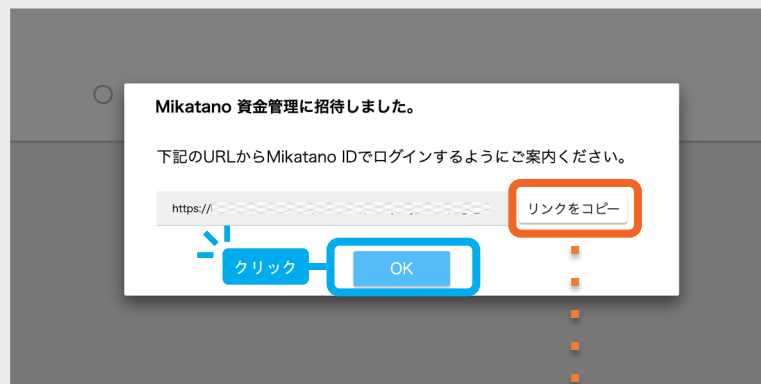 Mikatano 資金管理に招待しました。
下記のURLからMikatano IDでログインするようにご案内ください。
https://
リンクをコピー
クリック
OK